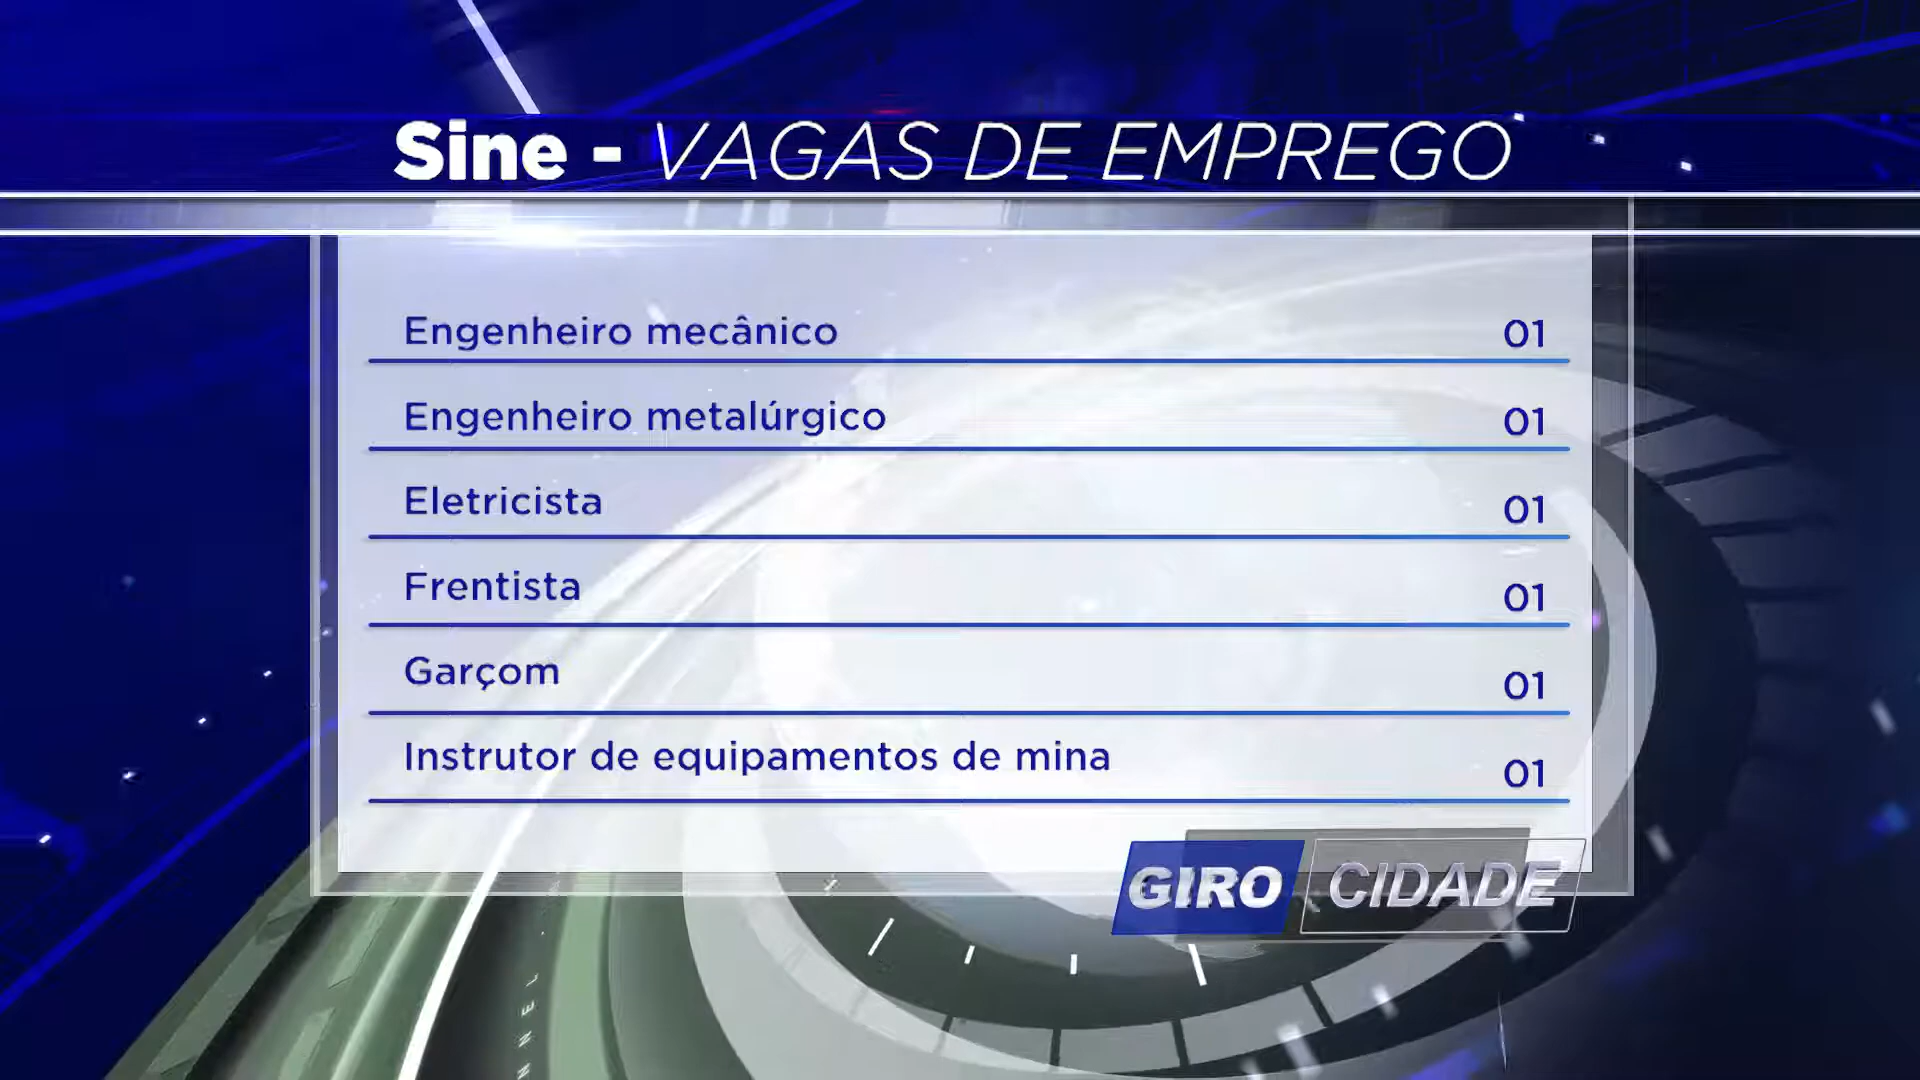 Sine - VAGAS DE EMPREGO
Engenheiro mecânico 01
Engenheiro metalúrgico 01
Eletricista 01
Frentista 01
Garçom 01
Instrutor de equipamentos de mina 01
GIRO CIDADE